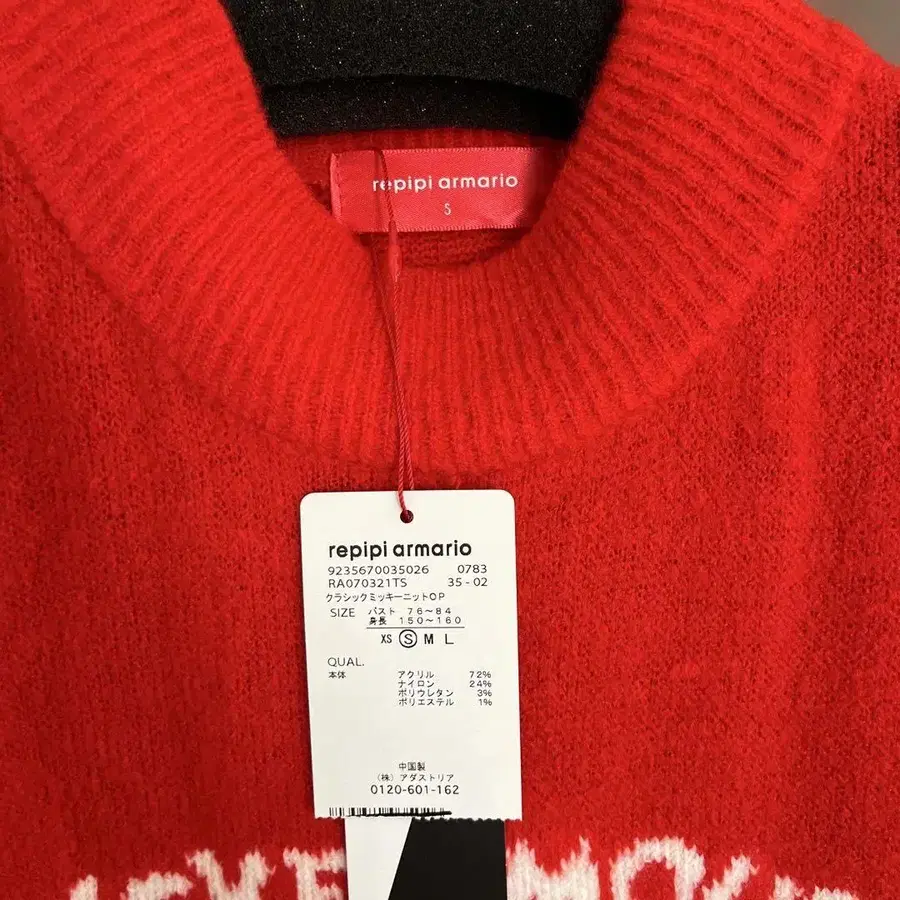 repipi armario
S
repipi armario
9235670035026 0783
RA070321TS 35-02
クラシックミッキーニットOP
SIZE バスト 76~84
身長 150~160
XS S M L
QUAL.
本体 アクリル 72%
ナイロン 24%
ポリウレタン 3%
ポリエステル 1%
中国製
(株) アダストリア
0120-601-162